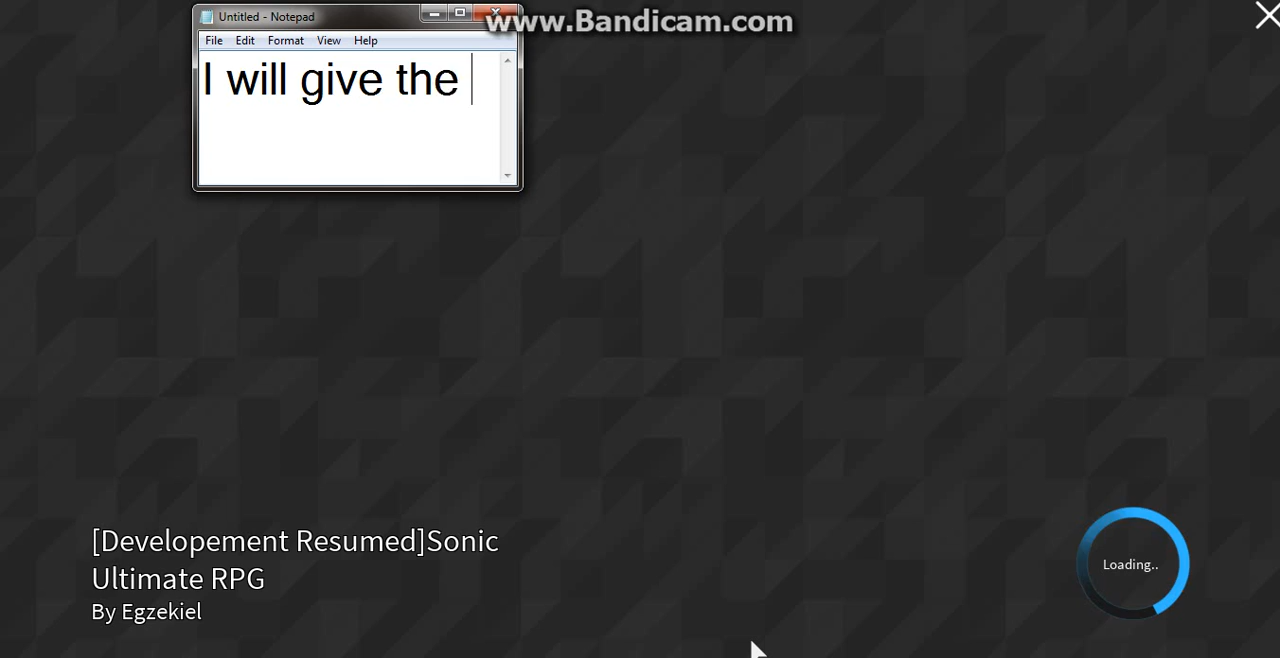 Untitled - Notepad
www.Bandicam.com
File Edit Format View Help
I will give the
[Developement Resumed]Sonic
Ultimate RPG
By Egzekiel
Loading..